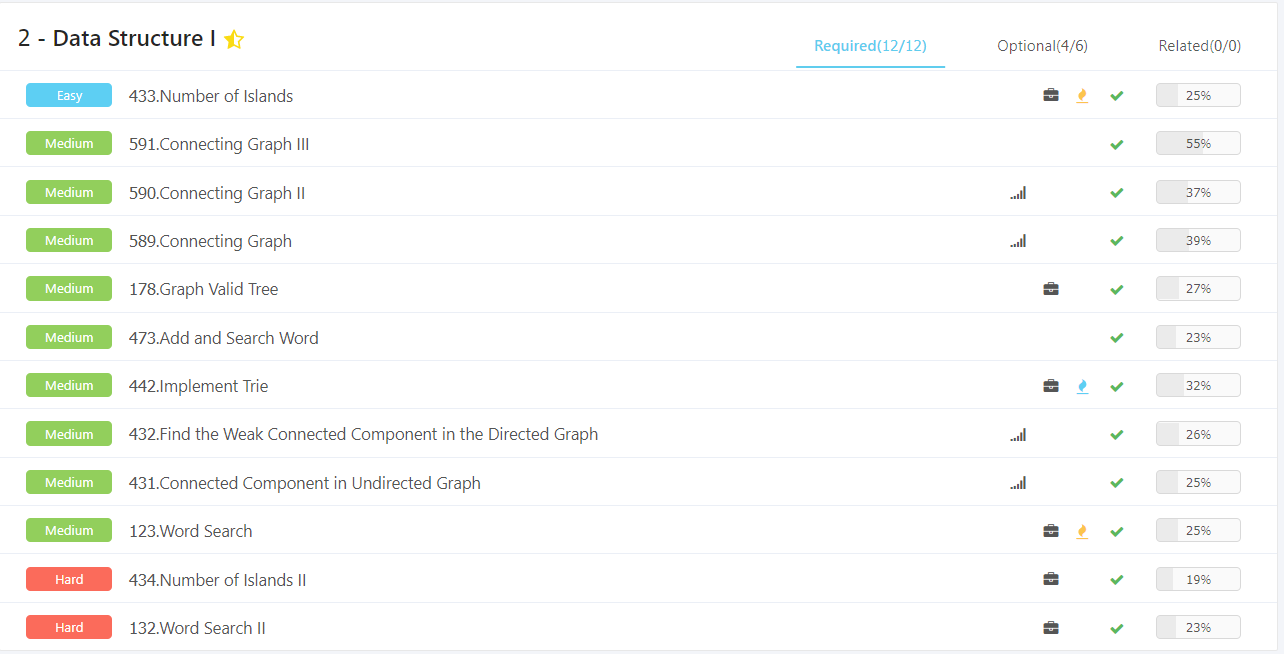 2 - Data Structure I
Required(12/12) Optional(4/6) Related(0/0)
Easy 433.Number of Islands 25%
Medium 591.Connecting Graph III 55%
Medium 590.Connecting Graph II 37%
Medium 589.Connecting Graph 39%
Medium 178.Graph Valid Tree 27%
Medium 473.Add and Search Word 23%
Medium 442.Implement Trie 32%
Medium 432.Find the Weak Connected Component in the Directed Graph 26%
Medium 431.Connected Component in Undirected Graph 25%
Medium 123.Word Search 25%
Hard 434.Number of Islands II 19%
Hard 132.Word Search II 23%